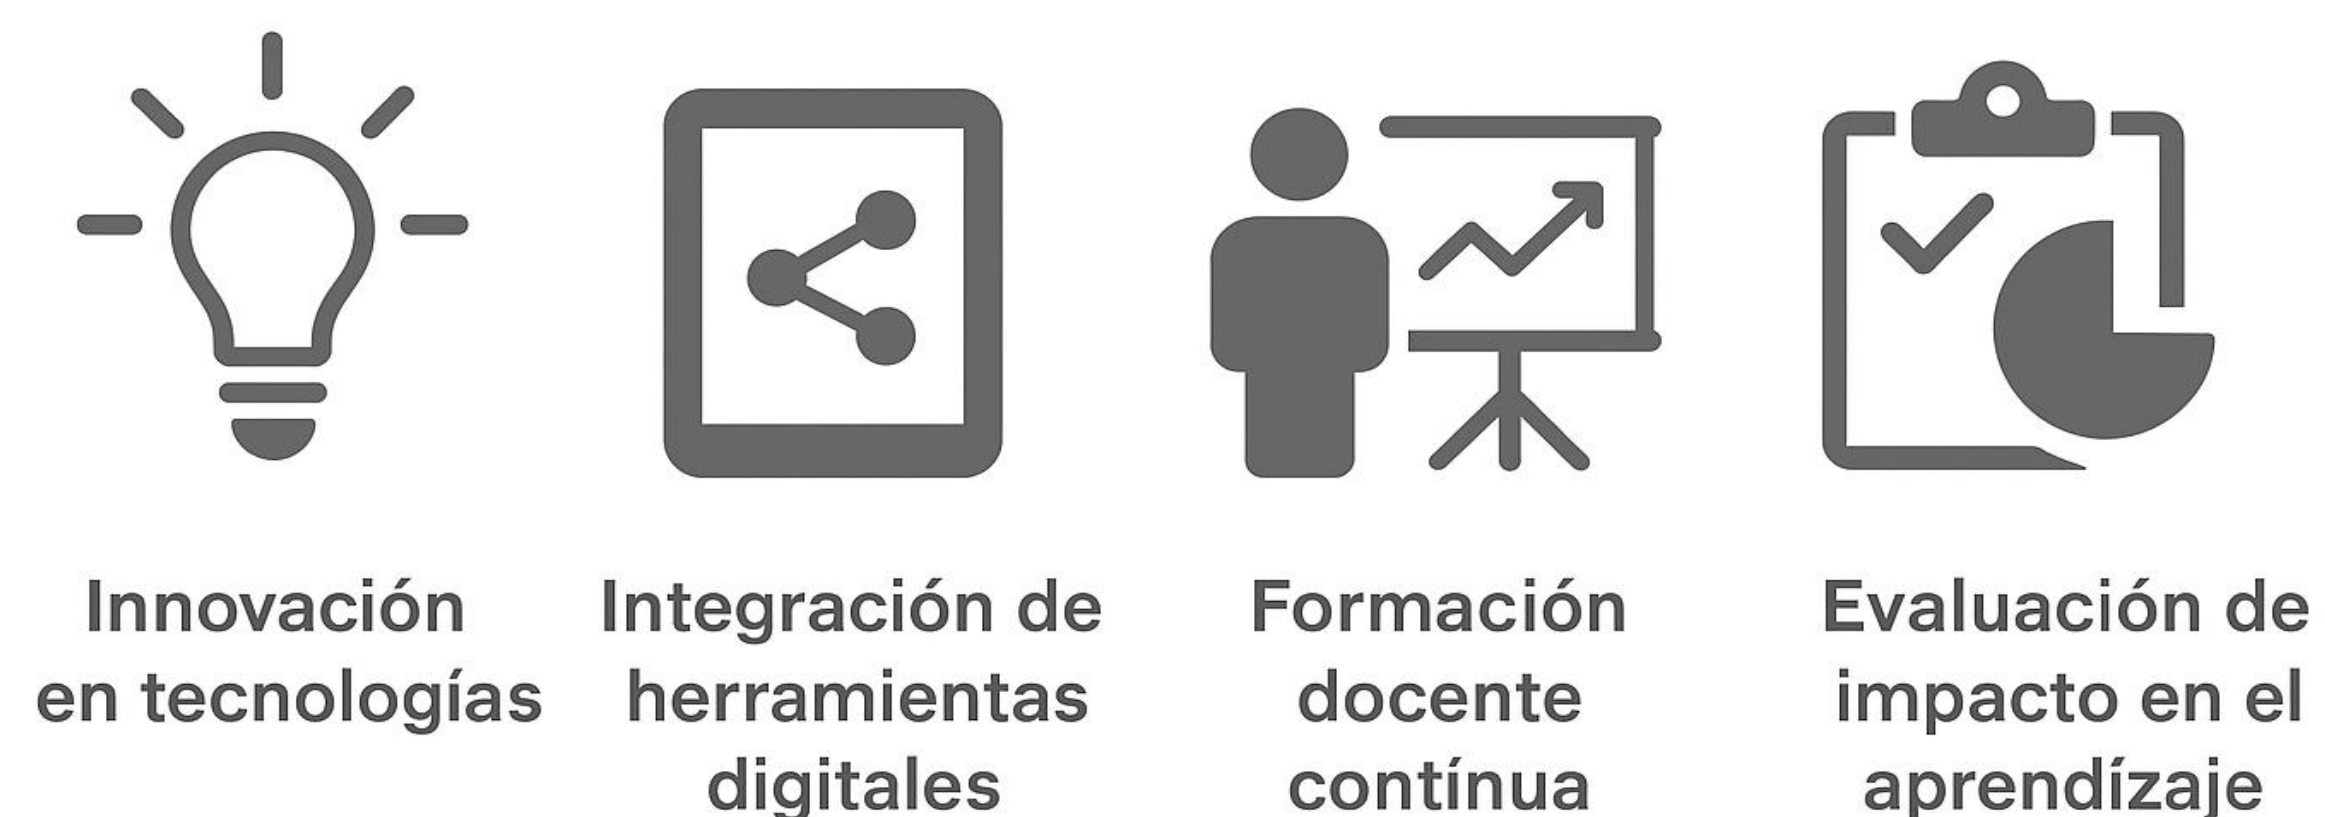 Innovación
en tecnologías
Integración de
herramientas
digitales
Formación
docente
contínua
Evaluación de
impacto en el
aprendízaje